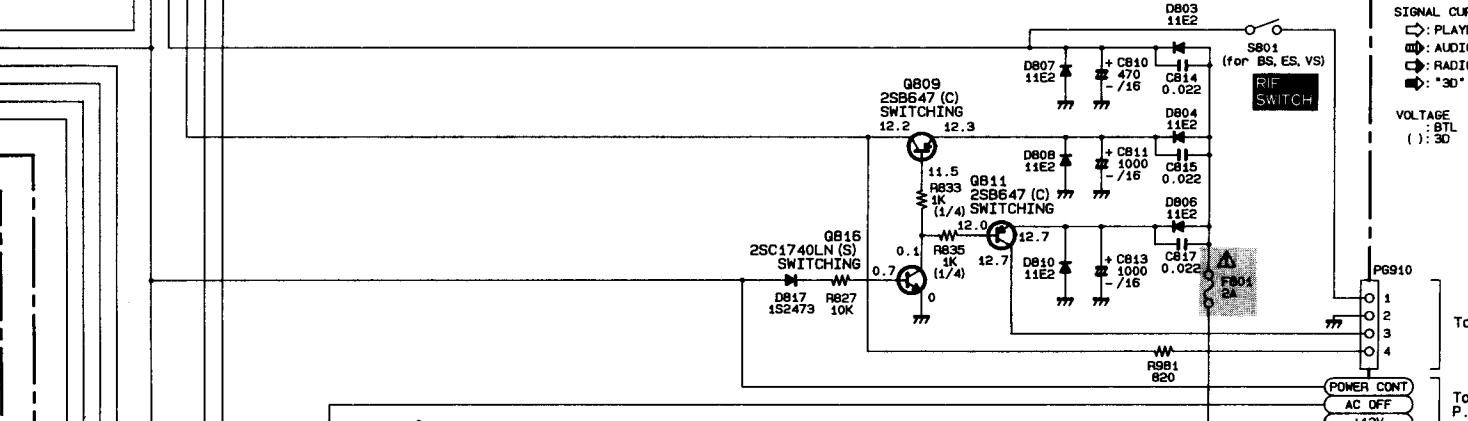 D803
11E2
SIGNAL CUR
: PLAY
: AUDIO
: RADIO
: "3D"
S801
(for BS, ES, VS)
RIF
SWITCH
D807
11E2
+ C810
470
- /16
C814
0.022
VOLTAGE
: BTL
( ): 3D
Q809
2SB647 (C)
SWITCHING
12.2
12.3
D804
11E2
D808
11E2
+ C811
1000
- /16
C815
0.022
11.5
R833
1K
(1/4)
Q811
2SB647 (C)
SWITCHING
D806
11E2
12.0
12.7
12.7
R835
1K
(1/4)
Q816
2SC1740LN (S)
SWITCHING
0.1
0.7
0
D810
11E2
+ C813
1000
- /16
C817
0.022
F801
2A
D817
1S2473
R827
10K
PG910
1
2
3
4
To
R981
820
POWER CONT
AC OFF
To
P.